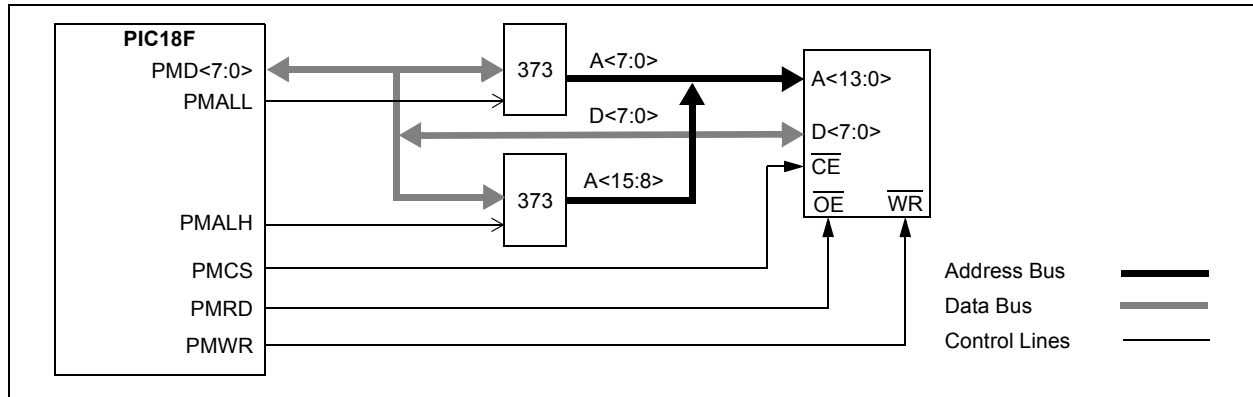 PIC18F
PMD<7:0>
PMALL
PMALH
PMCS
PMRD
PMWR
373
373
A<7:0>
D<7:0>
A<15:8>
A<13:0>
D<7:0>
CE
OE WR
Address Bus
Data Bus
Control Lines